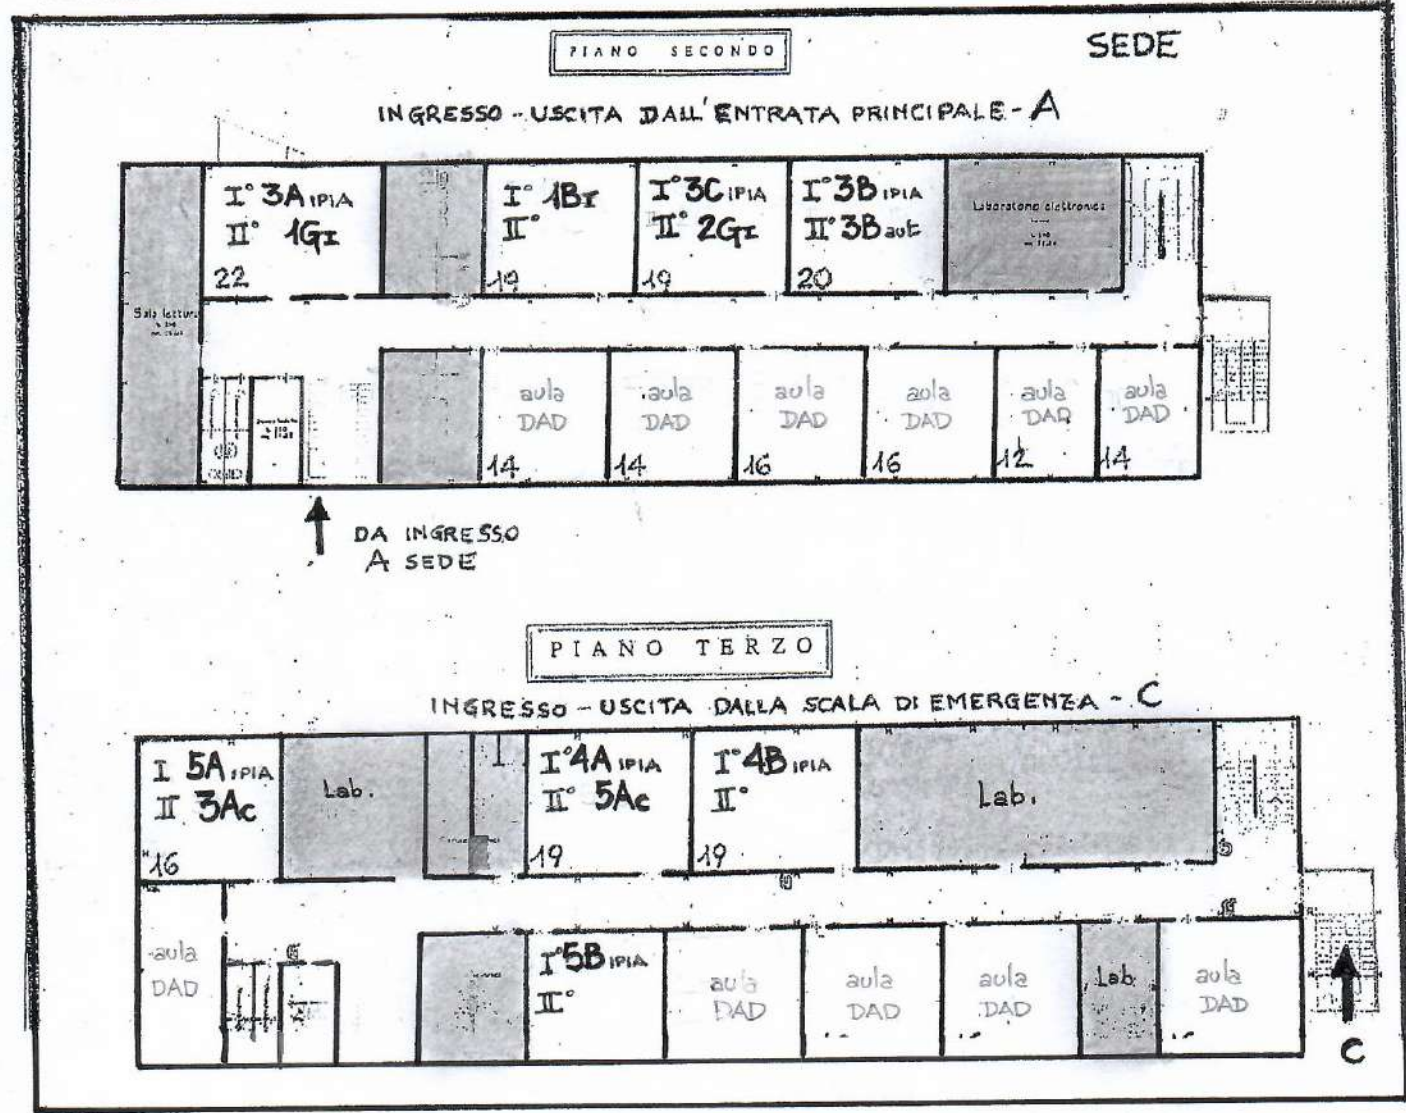 PIANO SECONDO
SEDE
INGRESSO - USCITA DALL'ENTRATA PRINCIPALE - A
I° 3A IPIA
II° 1GI
22
I° 1BI
II°
19
I° 3C IPIA
II° 2GI
19
I° 3B IPIA
II° 3B aut
20
Laboratorio elettronica
Sala lettura
aula
DAD
14
aula
DAD
14
aula
DAD
16
aula
DAD
16
aula
DAD
12
aula
DAD
14
DA INGRESSO
A SEDE
PIANO TERZO
INGRESSO - USCITA DALLA SCALA DI EMERGENZA - C
I 5A IPIA
II 3Ac
16
Lab.
I° 4A IPIA
II° 5Ac
19
I° 4B IPIA
II°
19
Lab.
aula
DAD
I° 5B IPIA
II°
aula
DAD
aula
DAD
aula
DAD
Lab
aula
DAD
C